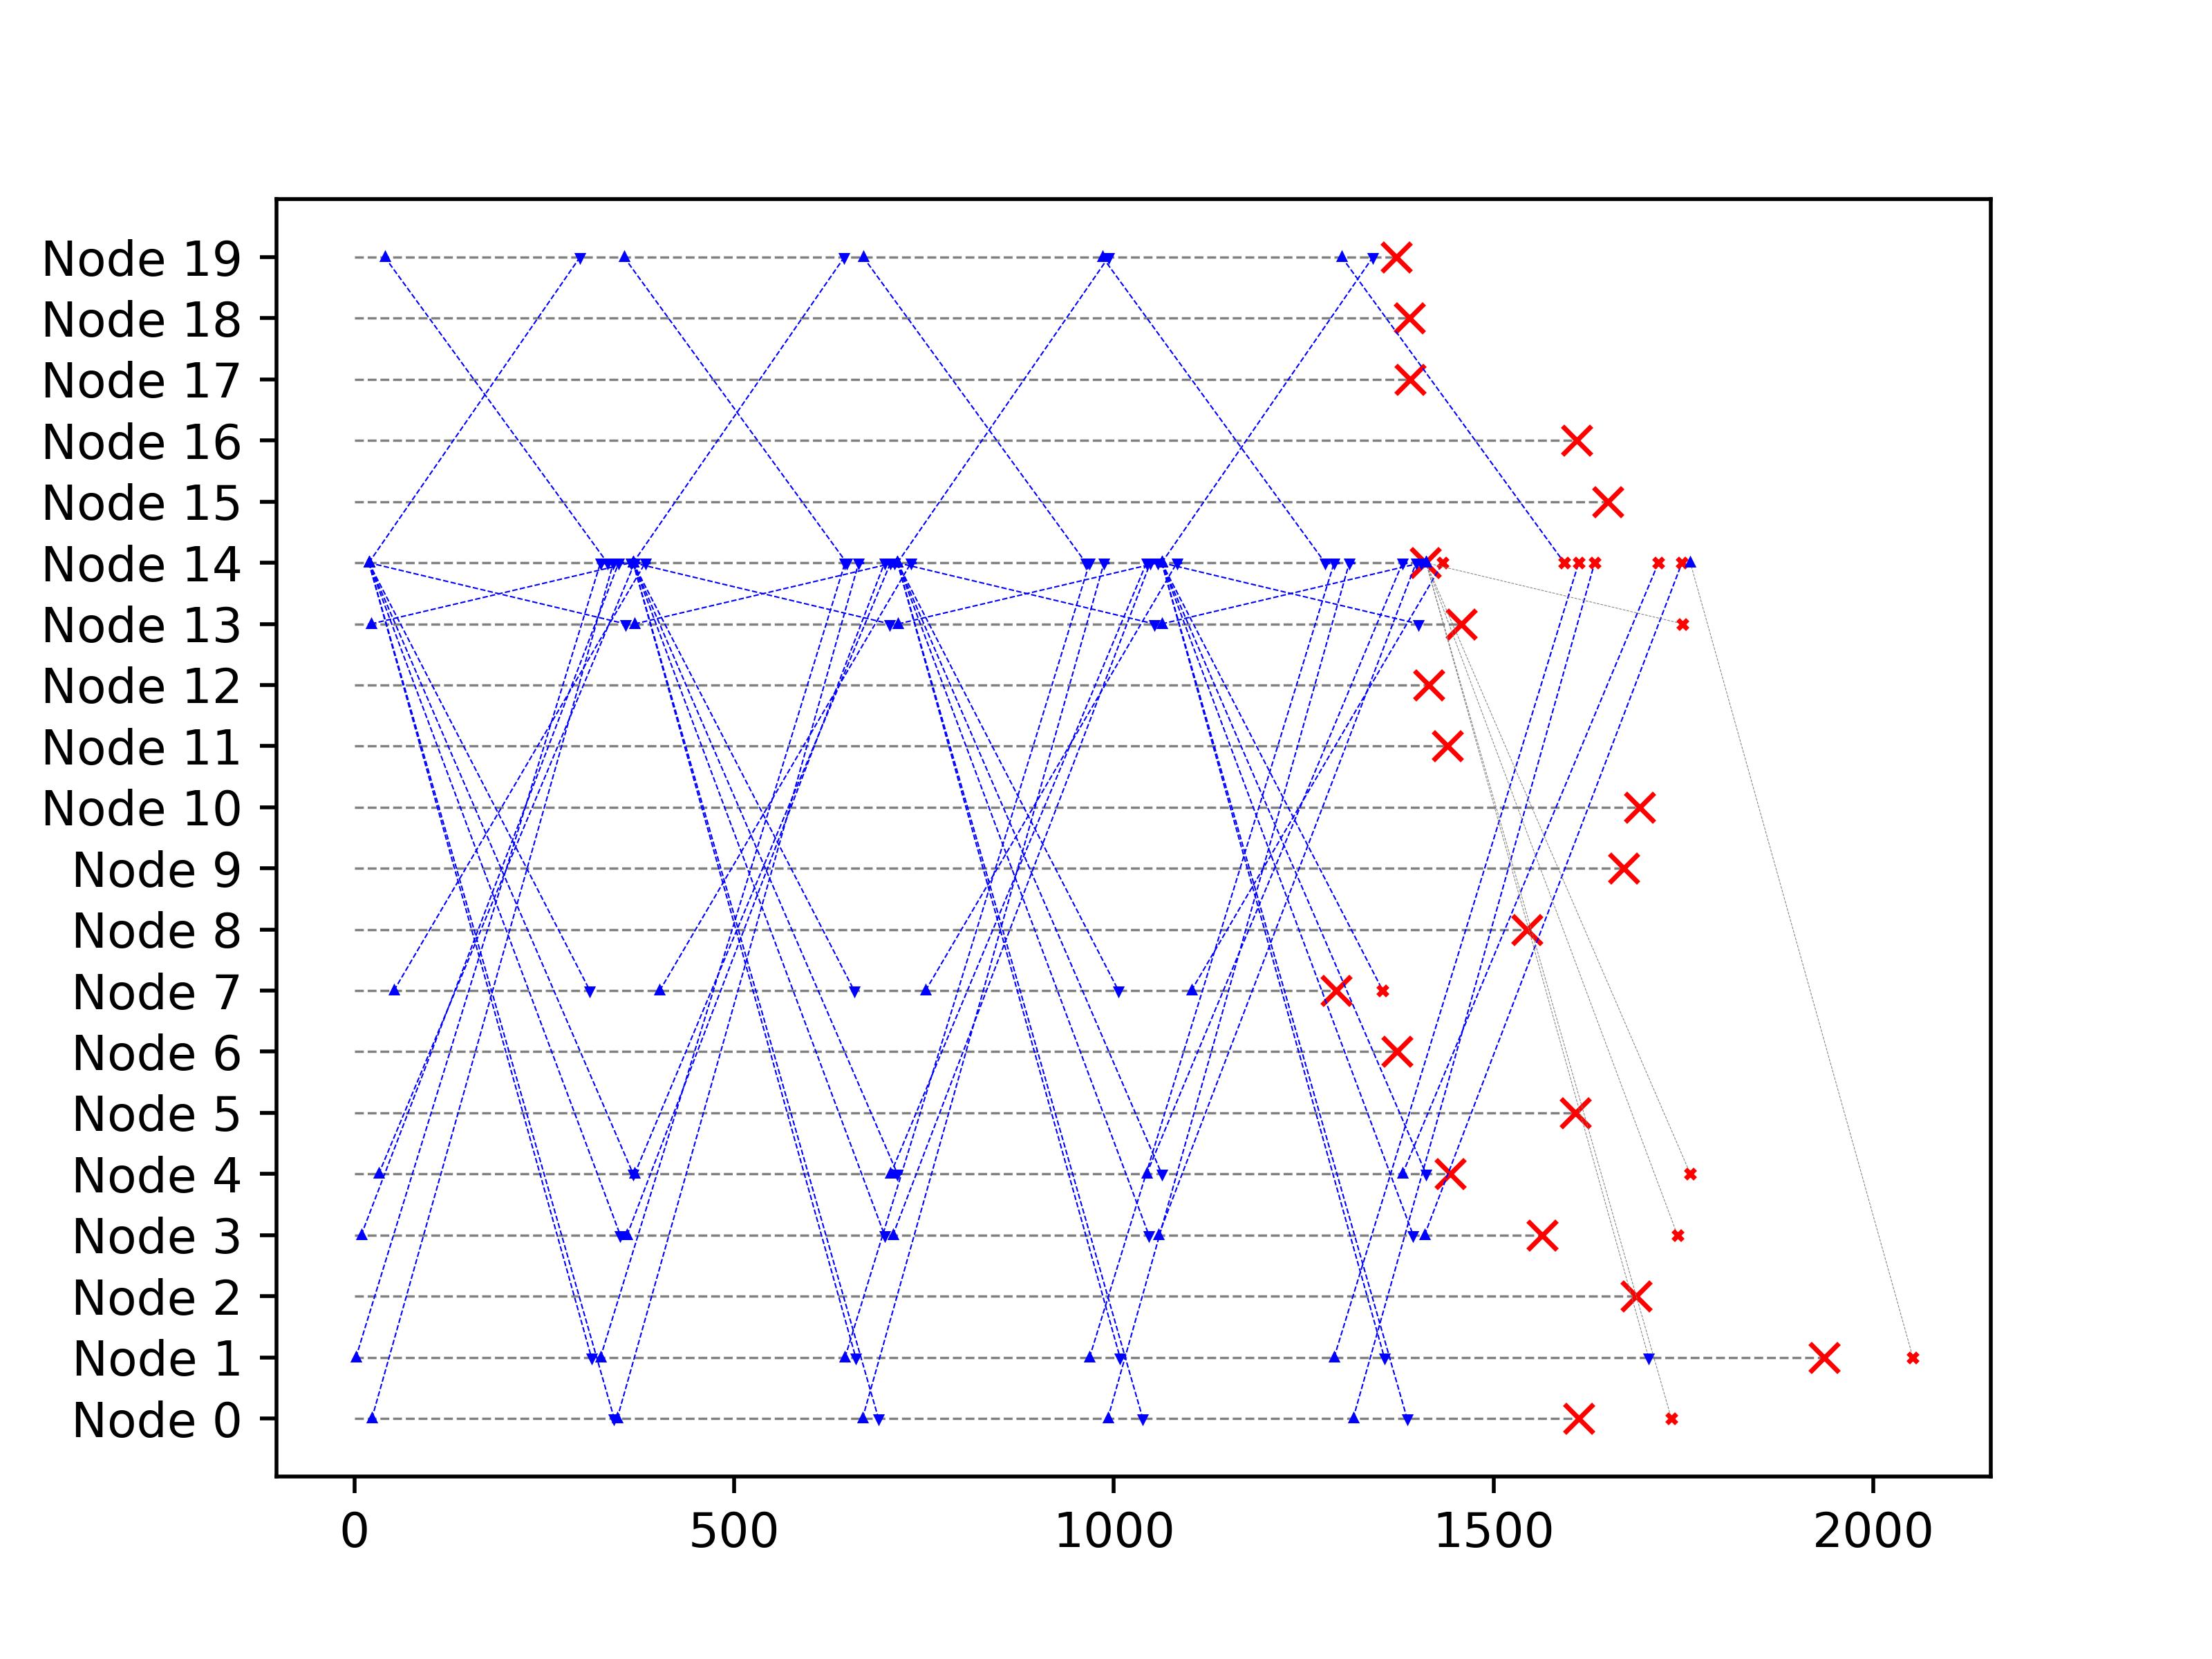 Node 19
Node 18
Node 17
Node 16
Node 15
Node 14
Node 13
Node 12
Node 11
Node 10
Node 9
Node 8
Node 7
Node 6
Node 5
Node 4
Node 3
Node 2
Node 1
Node 0
0 500 1000 1500 2000